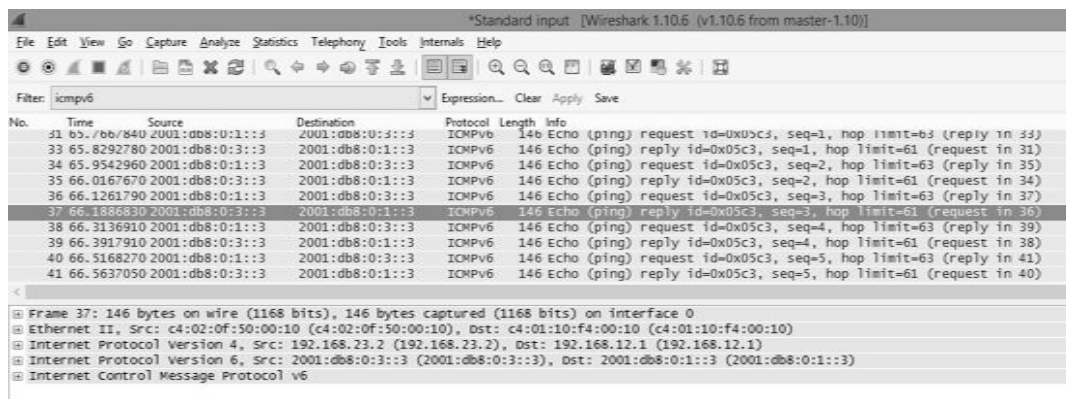 *Standard input [Wireshark 1.10.6 (v1.10.6 from master-1.10)]
File Edit View Go Capture Analyze Statistics Telephony Tools Internals Help
Filter: icmpv6 Expression... Clear Apply Save
No. Time Source Destination Protocol Length Info
31 65.7667840 2001:db8:0:1::3 2001:db8:0:3::3 ICMPv6 146 Echo (ping) request id=0x05c3, seq=1, hop limit=63 (reply in 33)
33 65.8292780 2001:db8:0:3::3 2001:db8:0:1::3 ICMPv6 146 Echo (ping) reply id=0x05c3, seq=1, hop limit=61 (request in 31)
34 65.9542960 2001:db8:0:1::3 2001:db8:0:3::3 ICMPv6 146 Echo (ping) request id=0x05c3, seq=2, hop limit=63 (reply in 35)
35 66.0167670 2001:db8:0:3::3 2001:db8:0:1::3 ICMPv6 146 Echo (ping) reply id=0x05c3, seq=2, hop limit=61 (request in 34)
36 66.1261790 2001:db8:0:1::3 2001:db8:0:3::3 ICMPv6 146 Echo (ping) request id=0x05c3, seq=3, hop limit=63 (reply in 37)
37 66.1886830 2001:db8:0:3::3 2001:db8:0:1::3 ICMPv6 146 Echo (ping) reply id=0x05c3, seq=3, hop limit=61 (request in 36)
38 66.3136910 2001:db8:0:1::3 2001:db8:0:3::3 ICMPv6 146 Echo (ping) request id=0x05c3, seq=4, hop limit=63 (reply in 39)
39 66.3917910 2001:db8:0:3::3 2001:db8:0:1::3 ICMPv6 146 Echo (ping) reply id=0x05c3, seq=4, hop limit=61 (request in 38)
40 66.5168270 2001:db8:0:1::3 2001:db8:0:3::3 ICMPv6 146 Echo (ping) request id=0x05c3, seq=5, hop limit=63 (reply in 41)
41 66.5637050 2001:db8:0:3::3 2001:db8:0:1::3 ICMPv6 146 Echo (ping) reply id=0x05c3, seq=5, hop limit=61 (request in 40)
Frame 37: 146 bytes on wire (1168 bits), 146 bytes captured (1168 bits) on interface 0
Ethernet II, Src: c4:02:0f:50:00:10 (c4:02:0f:50:00:10), Dst: c4:01:10:f4:00:10 (c4:01:10:f4:00:10)
Internet Protocol Version 4, Src: 192.168.23.2 (192.168.23.2), Dst: 192.168.12.1 (192.168.12.1)
Internet Protocol Version 6, Src: 2001:db8:0:3::3 (2001:db8:0:3::3), Dst: 2001:db8:0:1::3 (2001:db8:0:1::3)
Internet Control Message Protocol v6